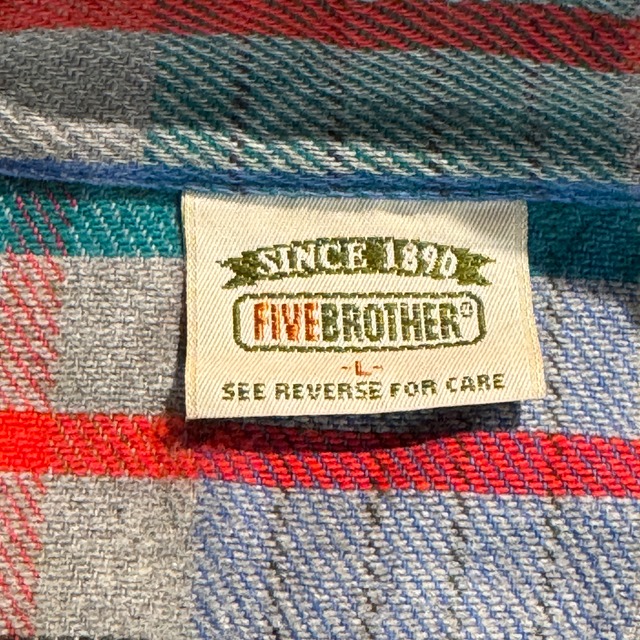 SINCE 1890
FIVEBROTHER®
-L-
SEE REVERSE FOR CARE